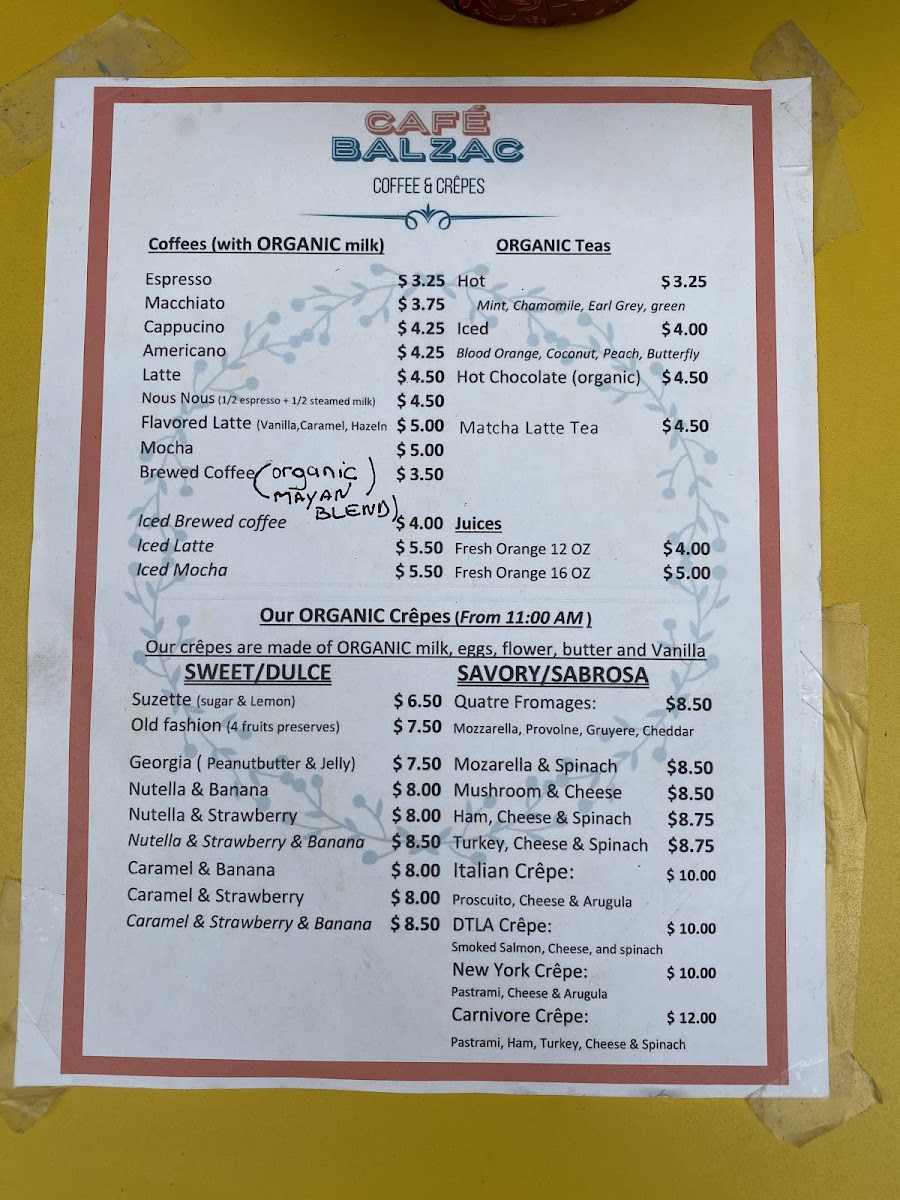 CAFÉ
BALZAC
COFFEE & CRÊPES
Coffees (with ORGANIC milk)
Espresso $ 3.25
Macchiato $ 3.75
Cappucino $ 4.25
Americano $ 4.25
Latte $ 4.50
Nous Nous (1/2 espresso + 1/2 steamed milk) $ 4.50
Flavored Latte (Vanilla,Caramel, Hazeln $ 5.00
Mocha $ 5.00
Brewed Coffee (organic) $ 3.50
(MAYAN
BLEND)
Iced Brewed coffee $ 4.00
Iced Latte $ 5.50
Iced Mocha $ 5.50
ORGANIC Teas
Hot $ 3.25
Mint, Chamomile, Earl Grey, green
Iced $ 4.00
Blood Orange, Coconut, Peach, Butterfly
Hot Chocolate (organic) $ 4.50
Matcha Latte Tea $ 4.50
Juices
Fresh Orange 12 OZ $ 4.00
Fresh Orange 16 OZ $ 5.00
Our ORGANIC Crêpes (From 11:00 AM )
Our crêpes are made of ORGANIC milk, eggs, flower, butter and Vanilla
SWEET/DULCE
Suzette (sugar & Lemon) $ 6.50
Old fashion (4 fruits preserves) $ 7.50
Georgia ( Peanutbutter & Jelly) $ 7.50
Nutella & Banana $ 8.00
Nutella & Strawberry $ 8.00
Nutella & Strawberry & Banana $ 8.50
Caramel & Banana $ 8.00
Caramel & Strawberry $ 8.00
Caramel & Strawberry & Banana $ 8.50
SAVORY/SABROSA
Quatre Fromages: $8.50
Mozzarella, Provolne, Gruyere, Cheddar
Mozarella & Spinach $8.50
Mushroom & Cheese $8.50
Ham, Cheese & Spinach $8.75
Turkey, Cheese & Spinach $8.75
Italian Crêpe: $ 10.00
Proscuito, Cheese & Arugula
DTLA Crêpe: $ 10.00
Smoked Salmon, Cheese, and spinach
New York Crêpe: $ 10.00
Pastrami, Cheese & Arugula
Carnivore Crêpe: $ 12.00
Pastrami, Ham, Turkey, Cheese & Spinach